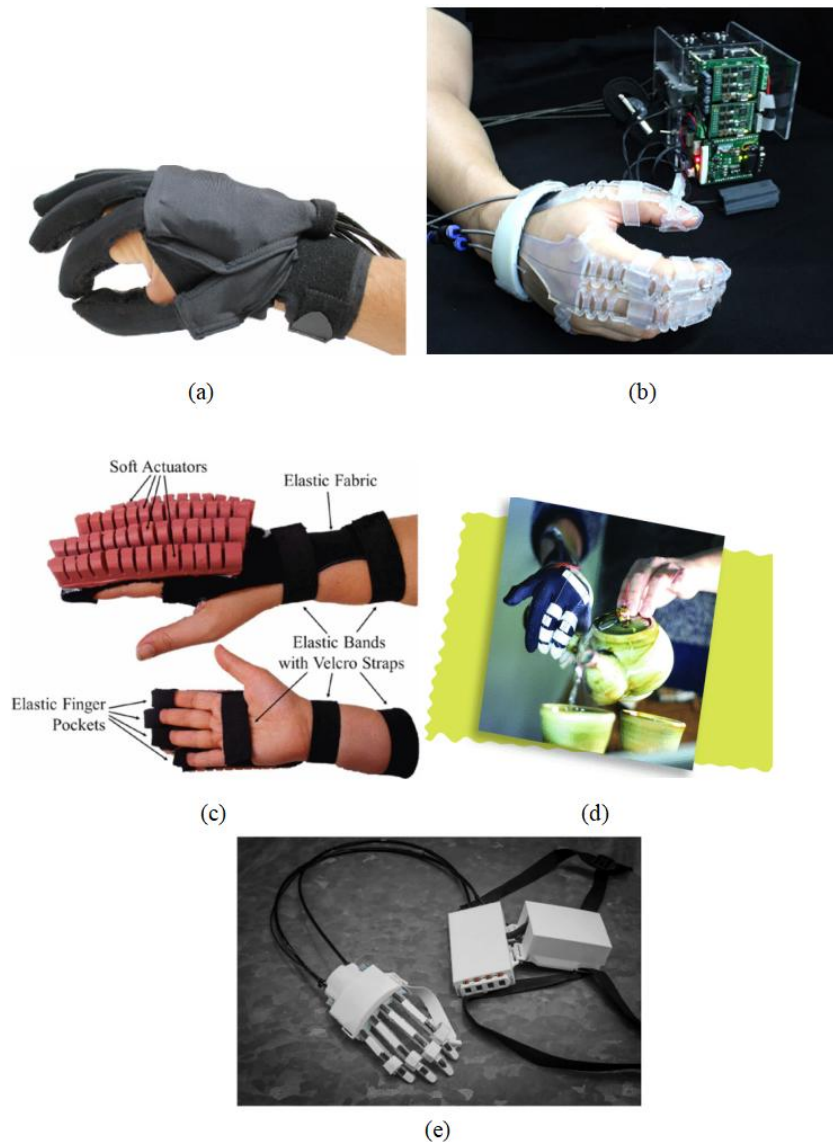 (a)
(b)
Soft Actuators
Elastic Fabric
Elastic Bands
with Velcro Straps
Elastic Finger
Pockets
(c)
(d)
(e)